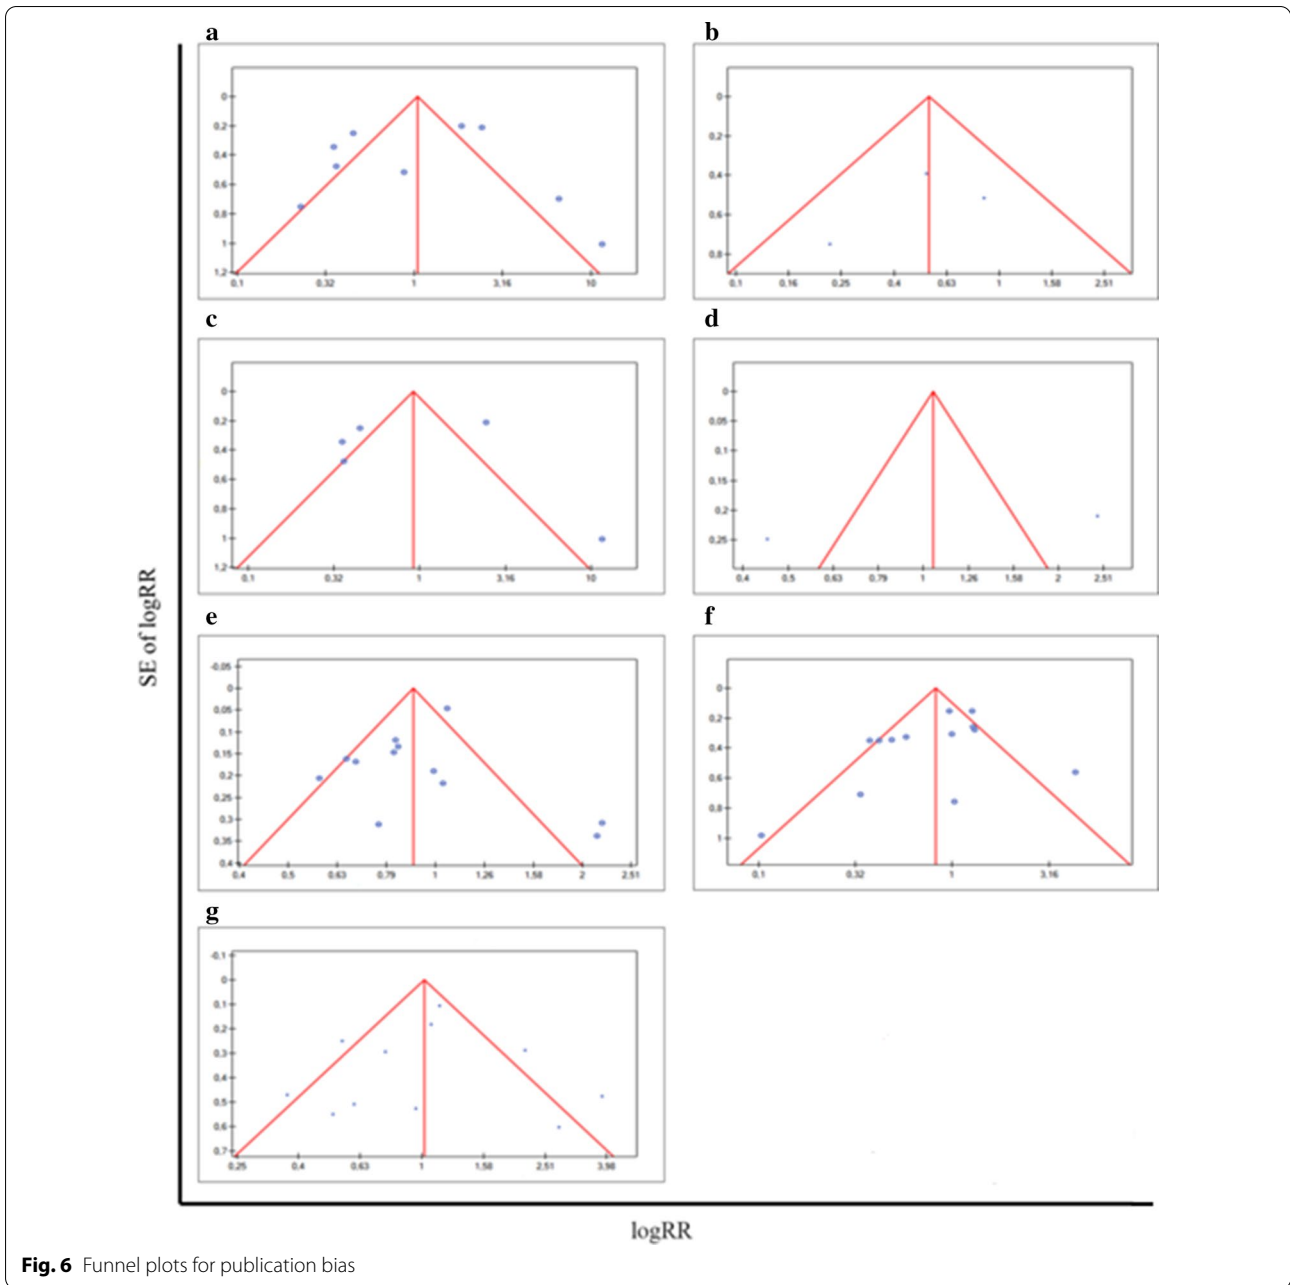 a
0
0,2
0,4
0,6
0,8
1
1,2
0,1 0,32 1 3,16 10
b
0
0,2
0,4
0,6
0,8
0,1 0,16 0,25 0,4 0,63 1 1,58 2,51
c
0
0,2
0,4
0,6
0,8
1
1,2
0,1 0,32 1 3,16 10
d
0
0,05
0,1
0,15
0,2
0,25
0,4 0,5 0,63 0,79 1 1,26 1,58 2 2,51
e
-0,05
0
0,05
0,1
0,15
0,2
0,25
0,3
0,35
0,4
0,4 0,5 0,63 0,79 1 1,26 1,58 2 2,51
f
0
0,2
0,4
0,6
0,8
1
0,1 0,32 1 3,16
g
-0,1
0
0,1
0,2
0,3
0,4
0,5
0,6
0,7
0,25 0,4 0,63 1 1,58 2,51 3,98
SE of logRR
logRR
Fig. 6 Funnel plots for publication bias